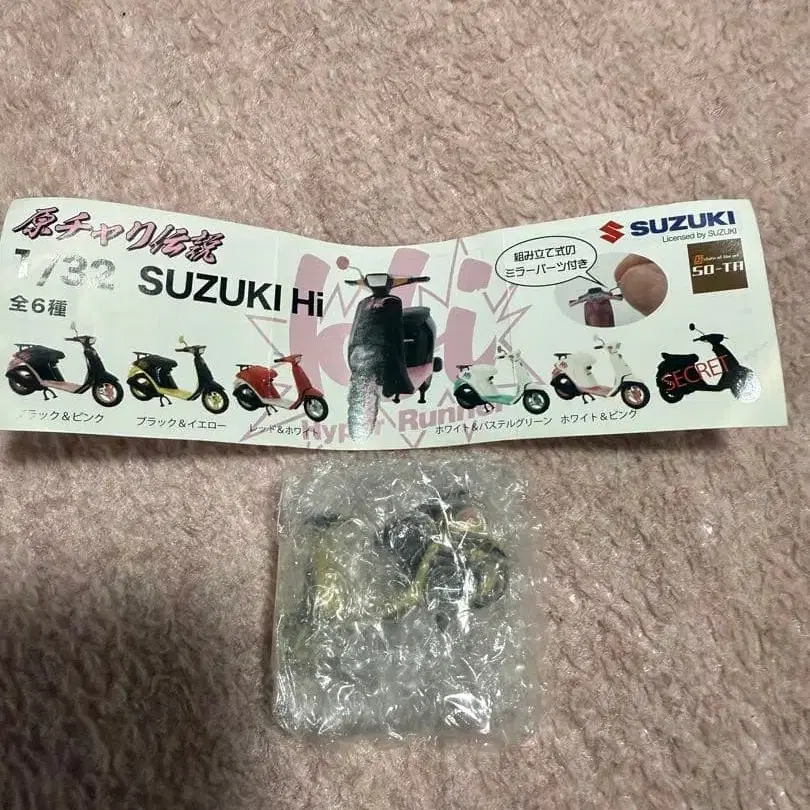 原チャリ伝説
1/32 SUZUKI Hi
全6種
組み立て式の
ミラーパーツ付き
SUZUKI
Licensed by SUZUKI
SO-TA
Hi
Hyper Runner
ブラック&ピンク
ブラック&イエロー
レッド&ホワイト
ホワイト&パステルグリーン
ホワイト&ピンク
SECRET